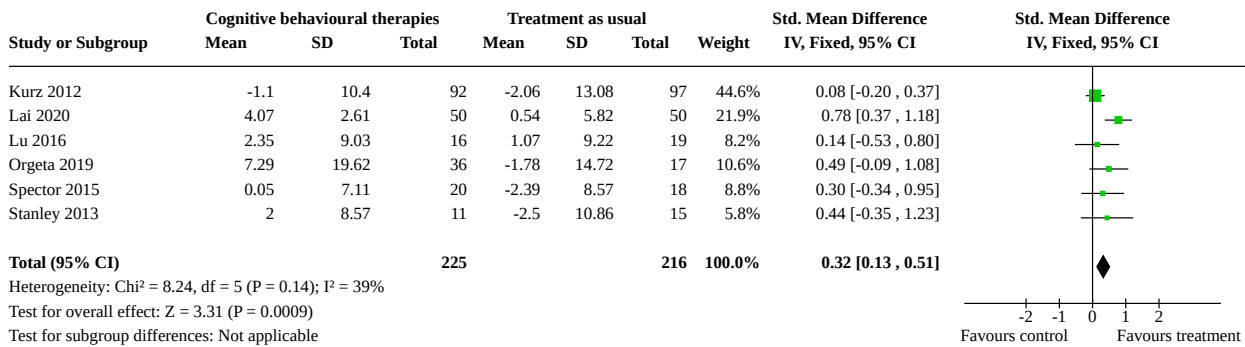 Cognitive behavioural therapies Treatment as usual Std. Mean Difference Std. Mean Difference
Study or Subgroup Mean SD Total Mean SD Total Weight IV, Fixed, 95% CI IV, Fixed, 95% CI
Kurz 2012 -1.1 10.4 92 -2.06 13.08 97 44.6% 0.08 [-0.20 , 0.37]
Lai 2020 4.07 2.61 50 0.54 5.82 50 21.9% 0.78 [0.37 , 1.18]
Lu 2016 2.35 9.03 16 1.07 9.22 19 8.2% 0.14 [-0.53 , 0.80]
Orgeta 2019 7.29 19.62 36 -1.78 14.72 17 10.6% 0.49 [-0.09 , 1.08]
Spector 2015 0.05 7.11 20 -2.39 8.57 18 8.8% 0.30 [-0.34 , 0.95]
Stanley 2013 2 8.57 11 -2.5 10.86 15 5.8% 0.44 [-0.35 , 1.23]
Total (95% CI) 225 216 100.0% 0.32 [0.13 , 0.51]
Heterogeneity: Chi² = 8.24, df = 5 (P = 0.14); I² = 39%
Test for overall effect: Z = 3.31 (P = 0.0009)
Test for subgroup differences: Not applicable
-2 -1 0 1 2
Favours control Favours treatment